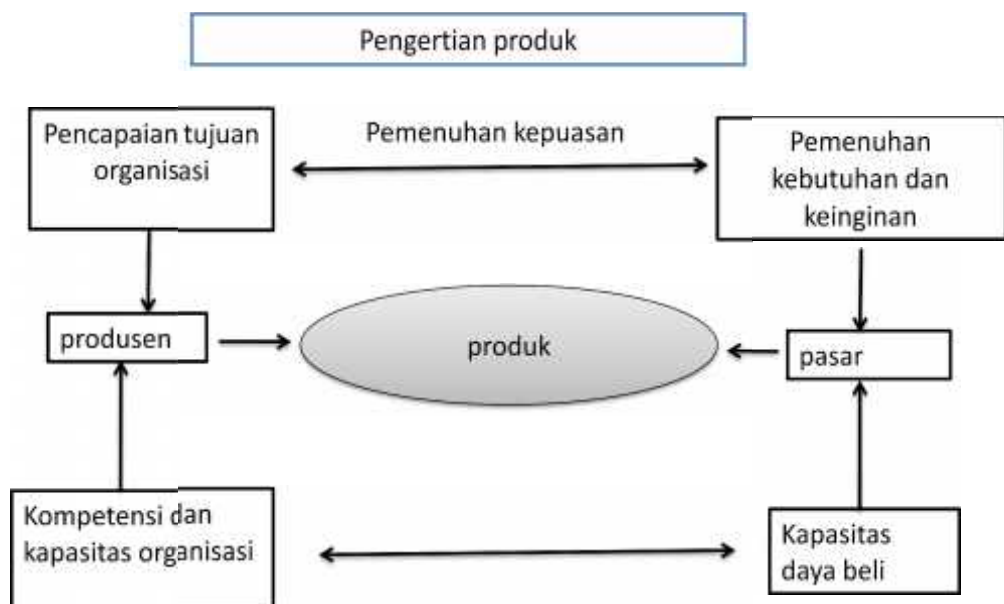 Pengertian produk
Pencapaian tujuan
organisasi
Pemenuhan kepuasan
Pemenuhan
kebutuhan dan
keinginan
produsen
produk
pasar
Kompetensi dan
kapasitas organisasi
Kapasitas
daya beli